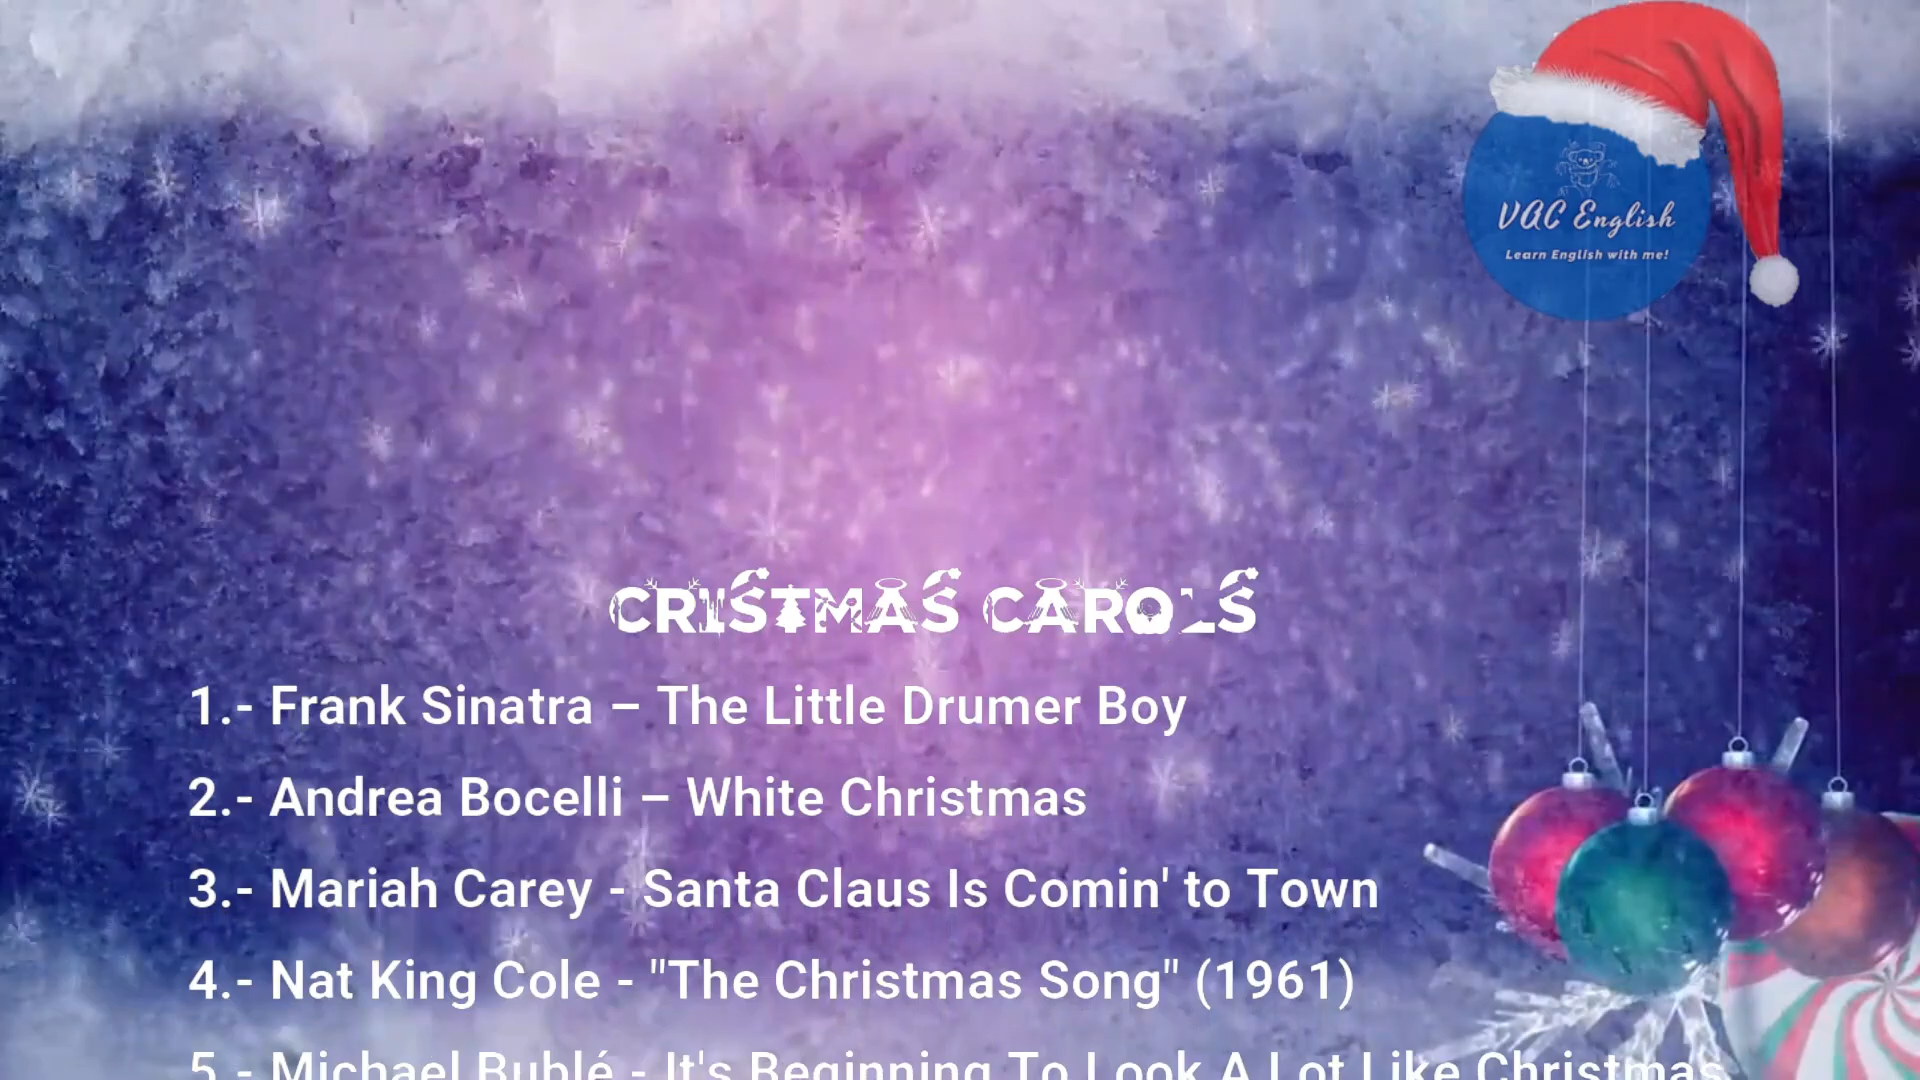 VAC English
Learn English with me!
CRISTMAS CAROLS
1.- Frank Sinatra – The Little Drumer Boy
2.- Andrea Bocelli – White Christmas
3.- Mariah Carey - Santa Claus Is Comin' to Town
4.- Nat King Cole - "The Christmas Song" (1961)
5.- Michael Bublé - It's Beginning To Look A Lot Like Christmas